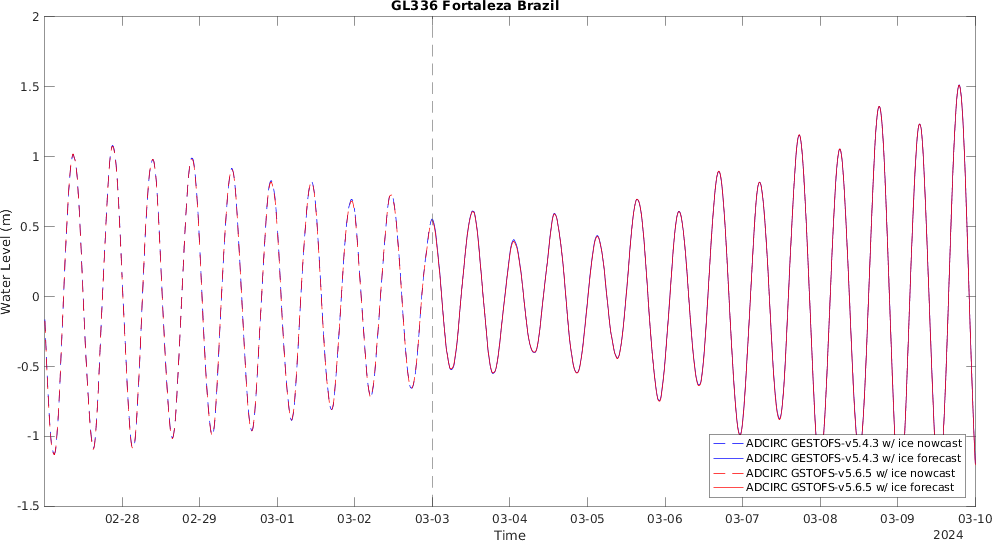 GL336 Fortaleza Brazil
2
1.5
1
0.5
0
-0.5
-1
-1.5
Water Level (m)
ADCIRC GESTOFS-v5.4.3 w/ ice nowcast
ADCIRC GESTOFS-v5.4.3 w/ ice forecast
ADCIRC GSTOFS-v5.6.5 w/ ice nowcast
ADCIRC GSTOFS-v5.6.5 w/ ice forecast
02-28 02-29 03-01 03-02 03-03 03-04 03-05 03-06 03-07 03-08 03-09 03-10
Time
2024